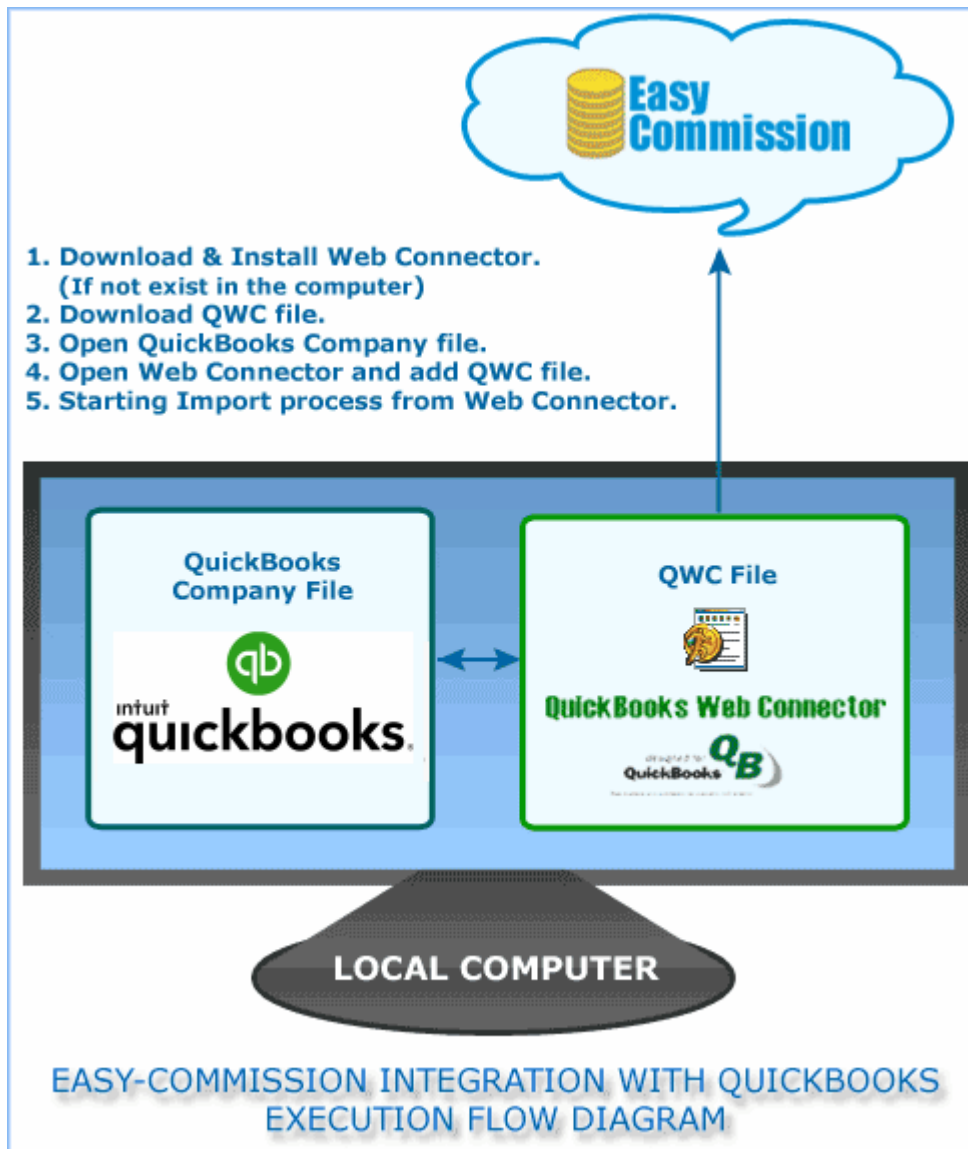 Easy
Commission
1. Download & Install Web Connector.
(If not exist in the computer)
2. Download QWC file.
3. Open QuickBooks Company file.
4. Open Web Connector and add QWC file.
5. Starting Import process from Web Connector.
QuickBooks
Company File
qb
intuit
quickbooks.
QWC File
QuickBooks Web Connector
designed for
QuickBooks
QB
LOCAL COMPUTER
EASY-COMMISSION INTEGRATION WITH QUICKBOOKS
EXECUTION FLOW DIAGRAM